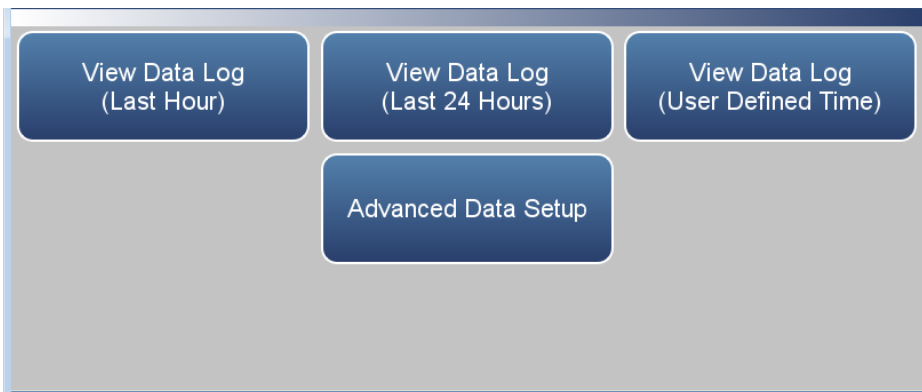 View Data Log
(Last Hour)
View Data Log
(Last 24 Hours)
View Data Log
(User Defined Time)
Advanced Data Setup